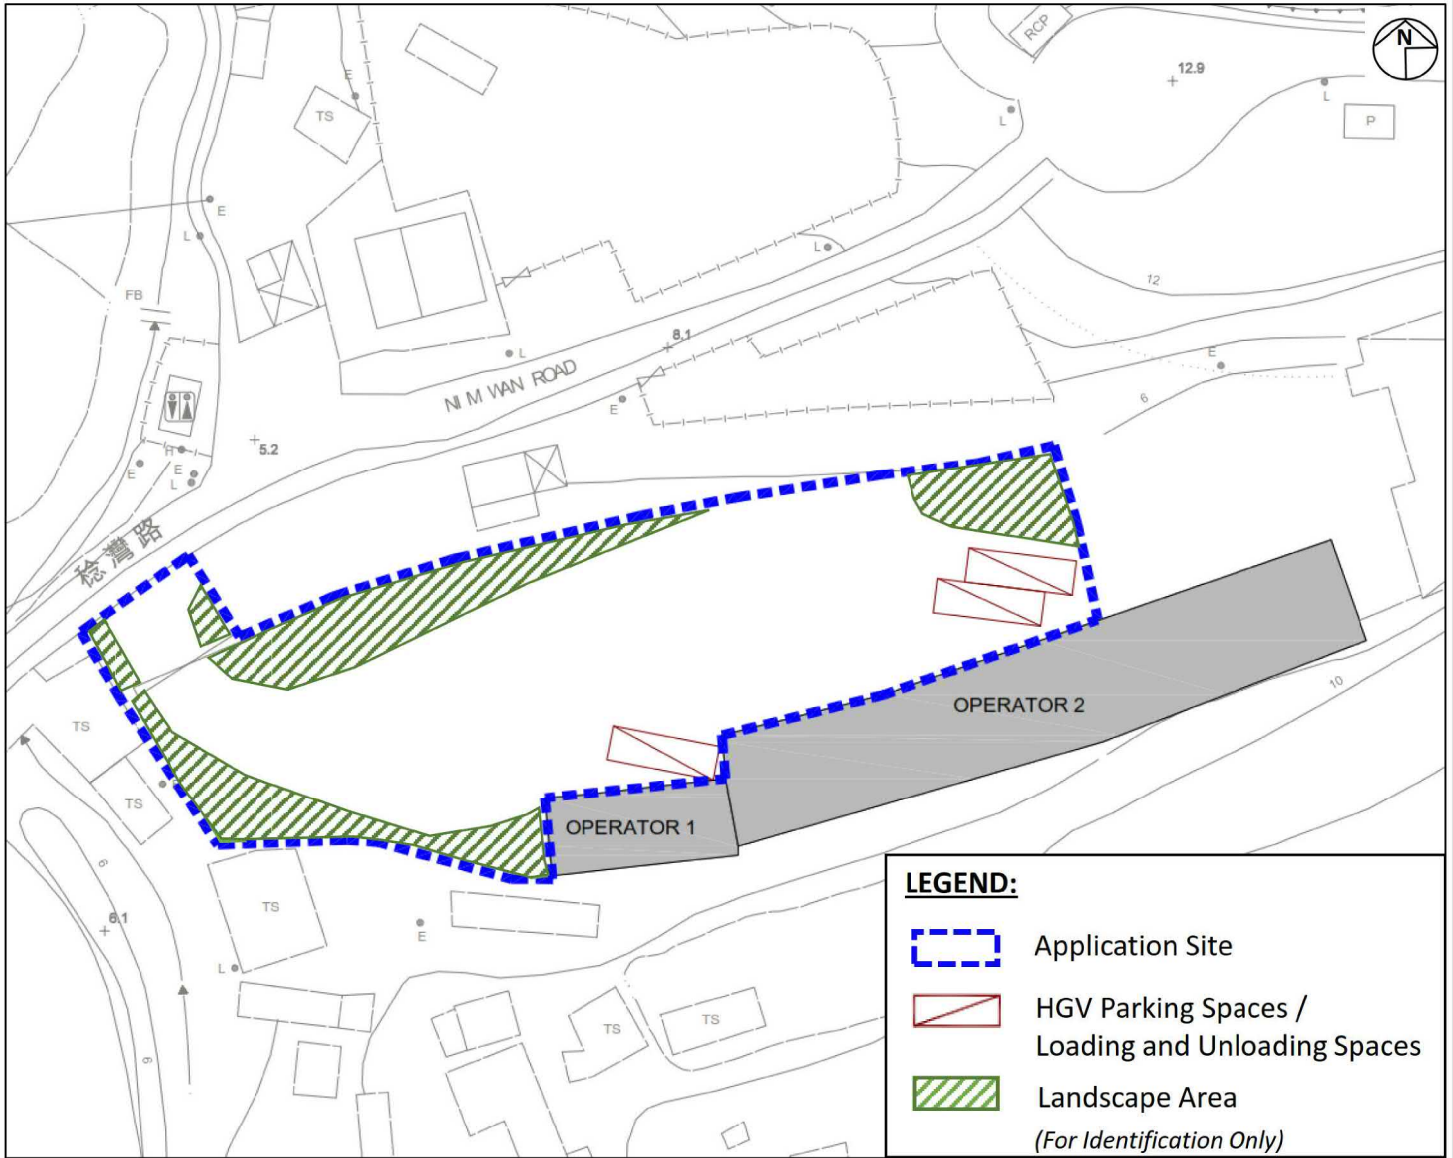 RCP
N
12.9
E
L
L
TS
P
E
L
L
FB
12
8.1
L
E
NIM WAN ROAD
6
E
5.2
H
E
E
L
稔灣路
TS
OPERATOR 2
10
TS
OPERATOR 1
6
TS
6.1
E
L
TS
TS
6
LEGEND:
Application Site
HGV Parking Spaces /
Loading and Unloading Spaces
Landscape Area
(For Identification Only)